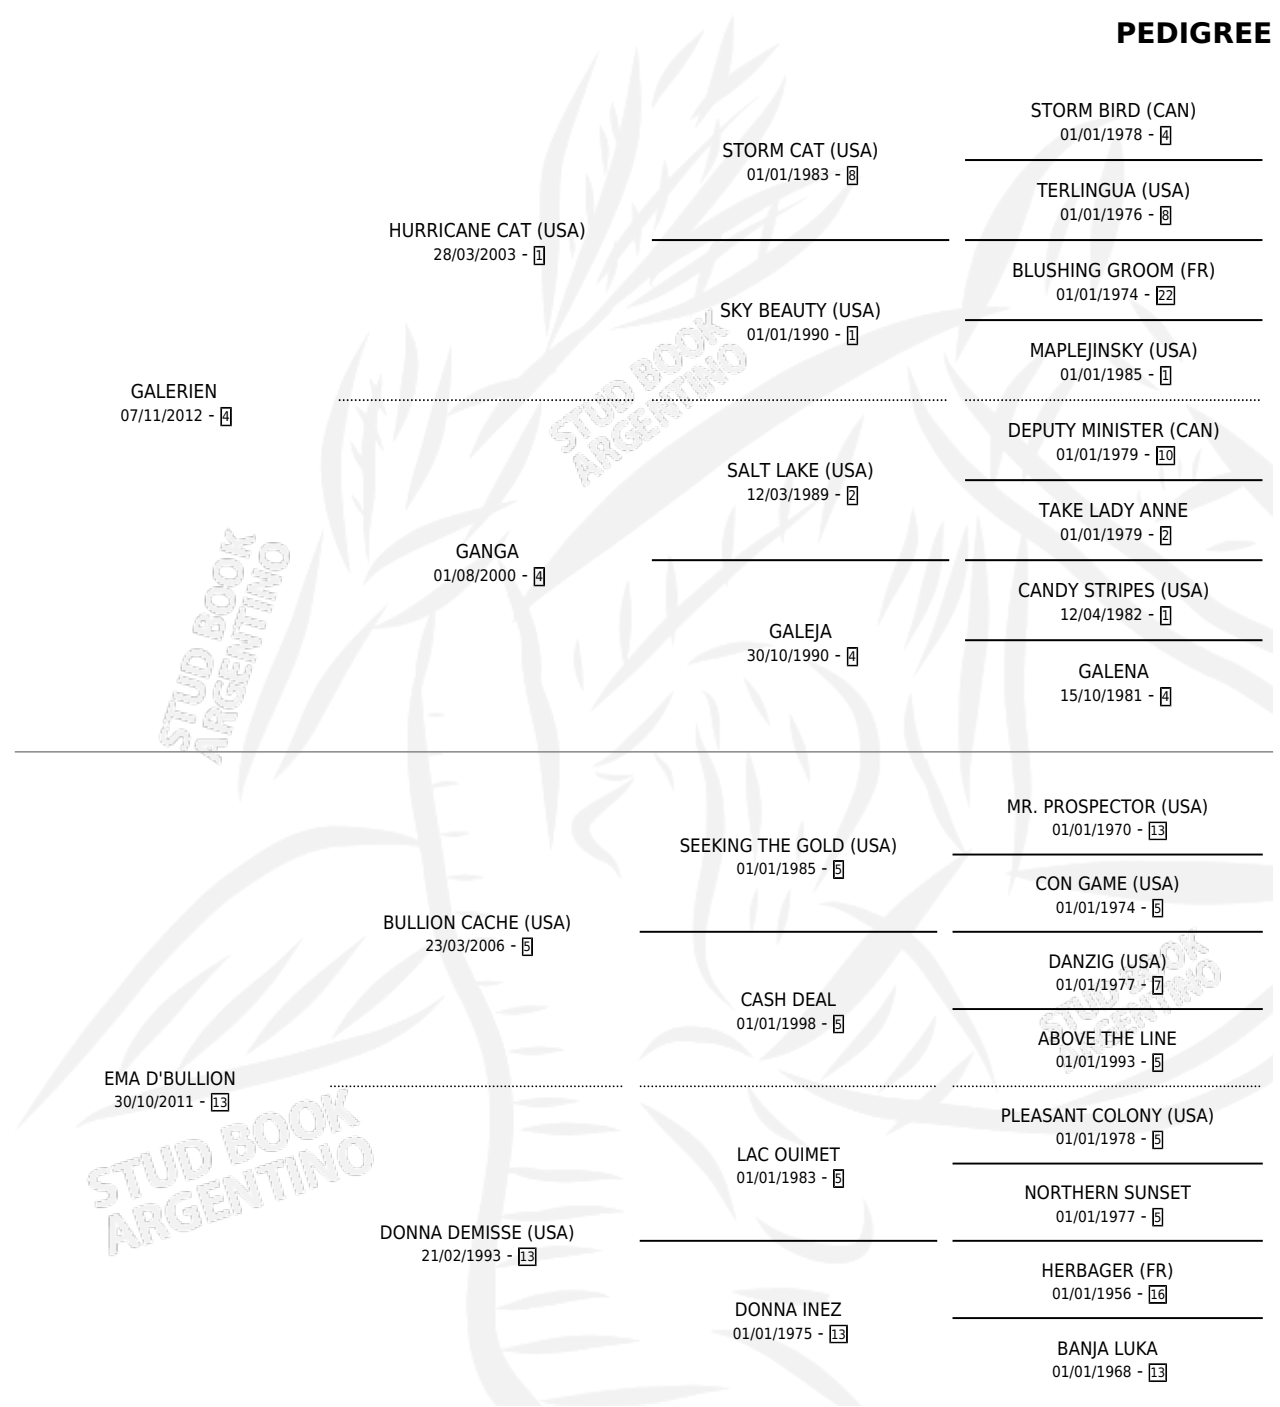 PEDIGREE
STORM BIRD (CAN)
01/01/1978 - 4
STORM CAT (USA)
01/01/1983 - 8
TERLINGUA (USA)
01/01/1976 - 8
HURRICANE CAT (USA)
28/03/2003 - 1
BLUSHING GROOM (FR)
01/01/1974 - 22
SKY BEAUTY (USA)
01/01/1990 - 1
MAPLEJINSKY (USA)
01/01/1985 - 1
GALERIEN
07/11/2012 - 4
DEPUTY MINISTER (CAN)
01/01/1979 - 10
SALT LAKE (USA)
12/03/1989 - 2
TAKE LADY ANNE
01/01/1979 - 2
GANGA
01/08/2000 - 4
CANDY STRIPES (USA)
12/04/1982 - 1
GALEJA
30/10/1990 - 4
GALENA
15/10/1981 - 4
MR. PROSPECTOR (USA)
01/01/1970 - 13
SEEKING THE GOLD (USA)
01/01/1985 - 5
CON GAME (USA)
01/01/1974 - 5
BULLION CACHE (USA)
23/03/2006 - 5
DANZIG (USA)
01/01/1977 - 7
CASH DEAL
01/01/1998 - 5
ABOVE THE LINE
01/01/1993 - 5
EMA D'BULLION
30/10/2011 - 13
PLEASANT COLONY (USA)
01/01/1978 - 5
LAC OUIMET
01/01/1983 - 5
NORTHERN SUNSET
01/01/1977 - 5
DONNA DEMISSE (USA)
21/02/1993 - 13
HERBAGER (FR)
01/01/1956 - 16
DONNA INEZ
01/01/1975 - 13
BANJA LUKA
01/01/1968 - 13
STUD BOOK
ARGENTINO
STUD BOOK
ARGENTINO
STUD BOOK
ARGENTINO
STUD BOOK
ARGENTINO